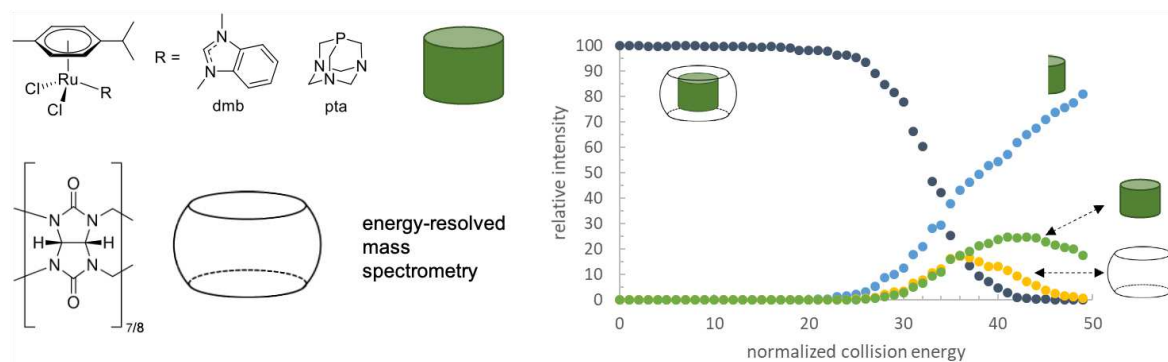 Ru
Cl
Cl
R
R =
N
N
dmb
P
N
N
N
pta
O
N
N
H
H
N
N
O
7/8
energy-resolved
mass
spectrometry
relative intensity
100
90
80
70
60
50
40
30
20
10
0
0
10
20
30
40
50
normalized collision energy